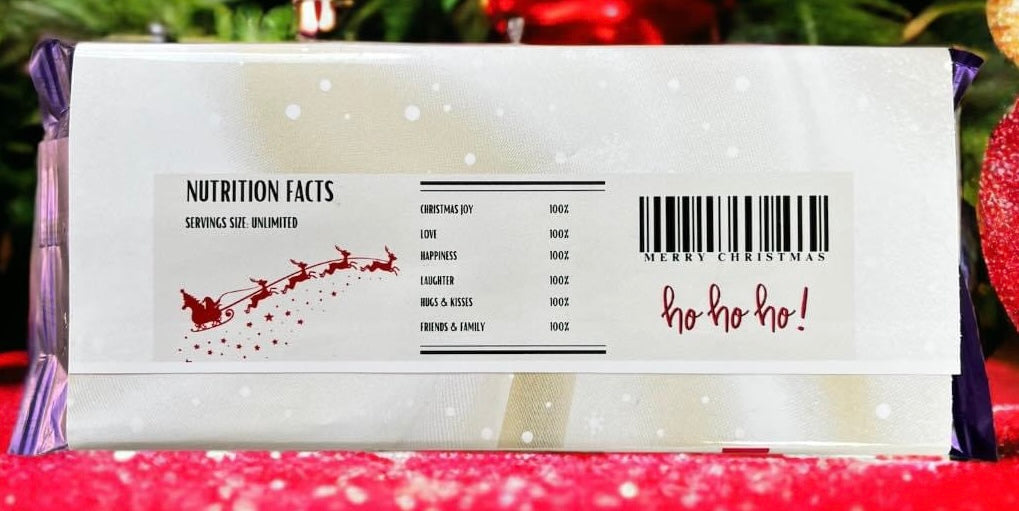 NUTRITION FACTS
SERVINGS SIZE: UNLIMITED
CHRISTMAS JOY 100%
LOVE 100%
HAPPINESS 100%
LAUGHTER 100%
HUGS & KISSES 100%
FRIENDS & FAMILY 100%
MERRY CHRISTMAS
ho ho ho!